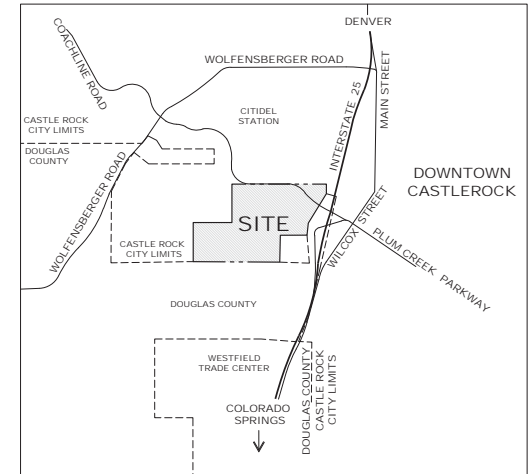 DENVER
COACHLINE ROAD
WOLFENSBERGER ROAD
MAIN STREET
INTERSTATE 25
CITIDEL
STATION
CASTLE ROCK
CITY LIMITS
DOUGLAS
COUNTY
WOLFENSBERGER ROAD
DOWNTOWN
CASTLEROCK
SITE
WILCOX STREET
PLUM CREEK PARKWAY
CASTLE ROCK
CITY LIMITS
DOUGLAS COUNTY
WESTFIELD
TRADE CENTER
DOUGLAS COUNTY
CASTLE ROCK
CITY LIMITS
COLORADO
SPRINGS